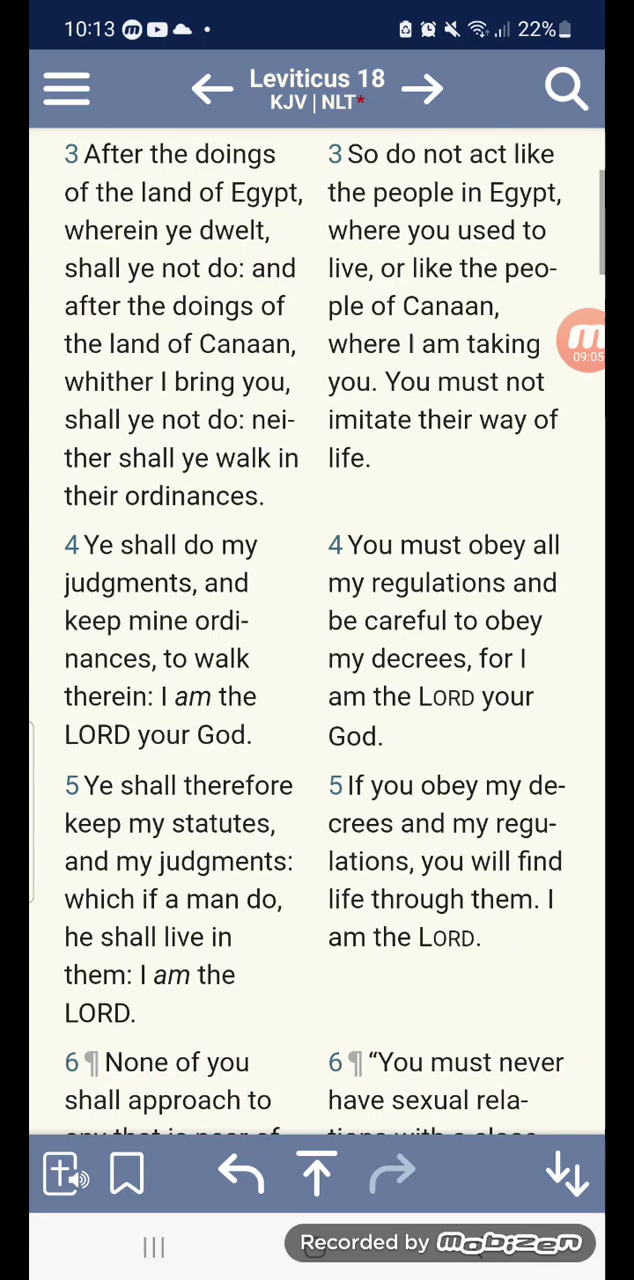 10:13
22%
Leviticus 18
KJV | NLT*
3 After the doings
of the land of Egypt,
wherein ye dwelt,
shall ye not do: and
after the doings of
the land of Canaan,
whither I bring you,
shall ye not do: nei-
ther shall ye walk in
their ordinances.
3 So do not act like
the people in Egypt,
where you used to
live, or like the peo-
ple of Canaan,
where I am taking
you. You must not
imitate their way of
life.
m
09:05
4 Ye shall do my
judgments, and
keep mine ordi-
nances, to walk
therein: I am the
LORD your God.
4 You must obey all
my regulations and
be careful to obey
my decrees, for I
am the LORD your
God.
5 Ye shall therefore
keep my statutes,
and my judgments:
which if a man do,
he shall live in
them: I am the
LORD.
5 If you obey my de-
crees and my regu-
lations, you will find
life through them. I
am the LORD.
6 ¶ None of you
shall approach to
any that is near of
6 ¶ “You must never
have sexual rela-
tions with a close
Recorded by mobizen